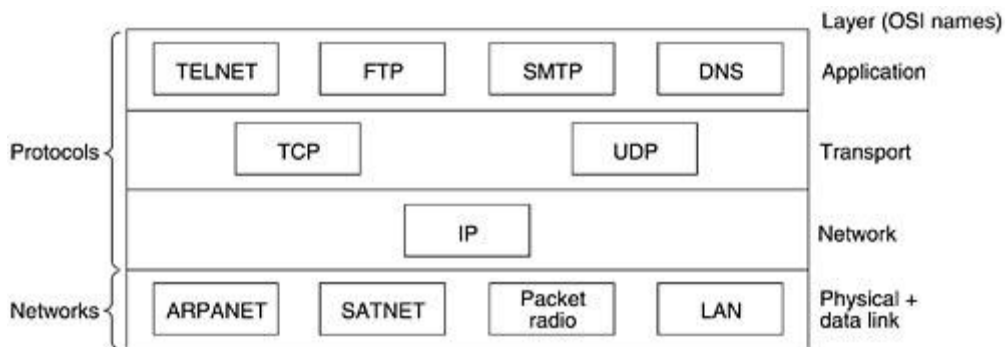 Layer (OSI names)
TELNET FTP SMTP DNS Application
Protocols TCP UDP Transport
IP Network
Networks ARPANET SATNET Packet radio LAN Physical + data link